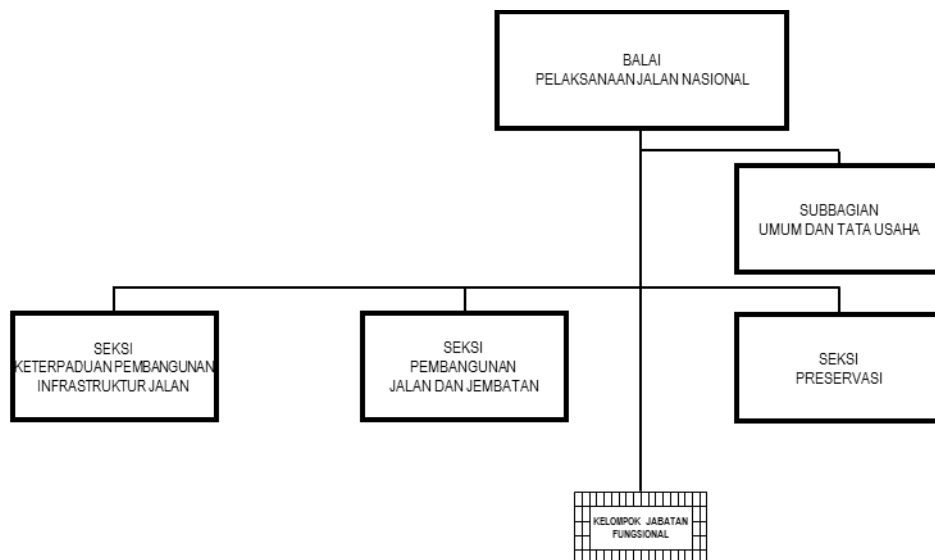 BALAI
PELAKSANAAN JALAN NASIONAL
SUBBAGIAN
UMUM DAN TATA USAHA
SEKSI
KETERPADUAN PEMBANGUNAN
INFRASTRUKTUR JALAN
SEKSI
PEMBANGUNAN
JALAN DAN JEMBATAN
SEKSI
PRESERVASI
KELOMPOK JABATAN
FUNGSIONAL